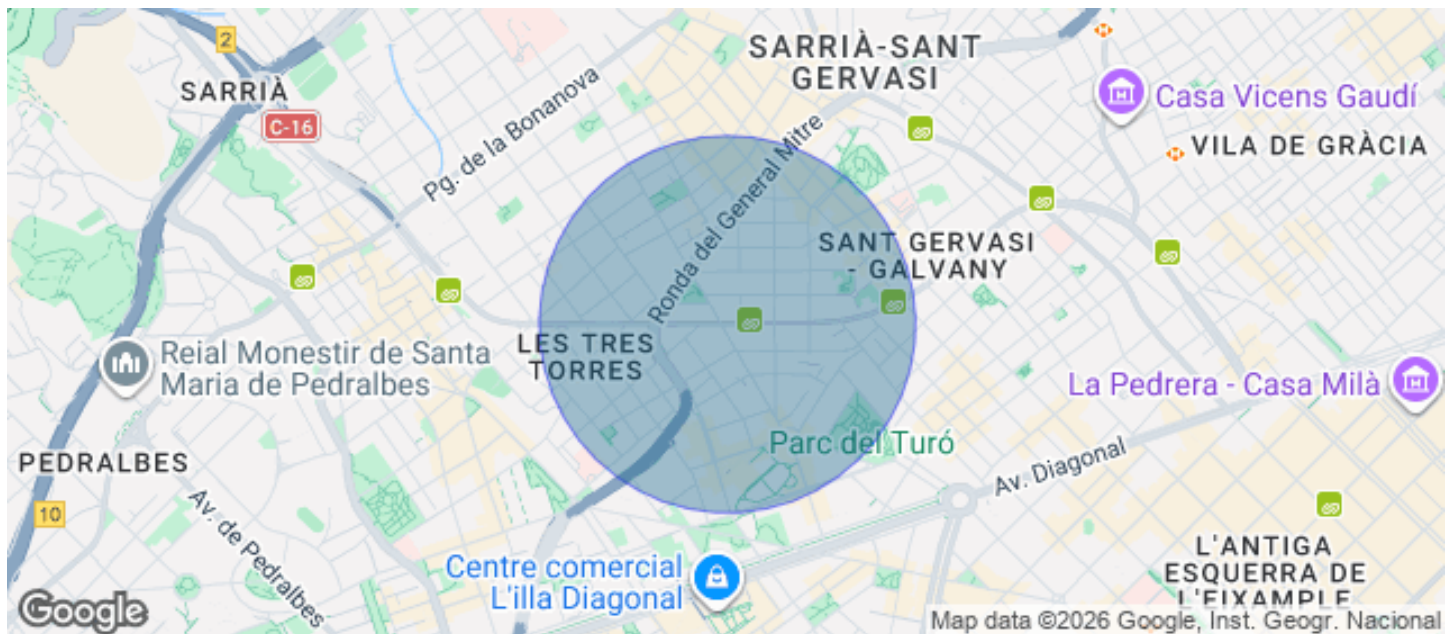 SARRIÀ-SANT
GERVASI
2
SARRIÀ
C-16
Pg. de la Bonanova
Ronda del General Mitre
Casa Vicens Gaudí
VILA DE GRÀCIA
SANT GERVASI
- GALVANY
LES TRES
TORRES
Reial Monestir de Santa
Maria de Pedralbes
La Pedrera - Casa Milà
Parc del Turó
PEDRALBES
Av. Diagonal
10
Av. de Pedralbes
Centre comercial
L'illa Diagonal
L'ANTIGA
ESQUERRA DE
L'EIXAMPLE
Google
Map data ©2026 Google, Inst. Geogr. Nacional